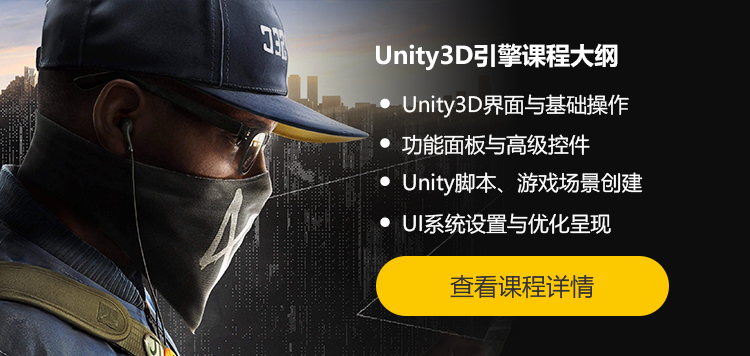 Unity3D引擎课程大纲
Unity3D界面与基础操作
功能面板与高级控件
Unity脚本、游戏场景创建
UI系统设置与优化呈现
查看课程详情